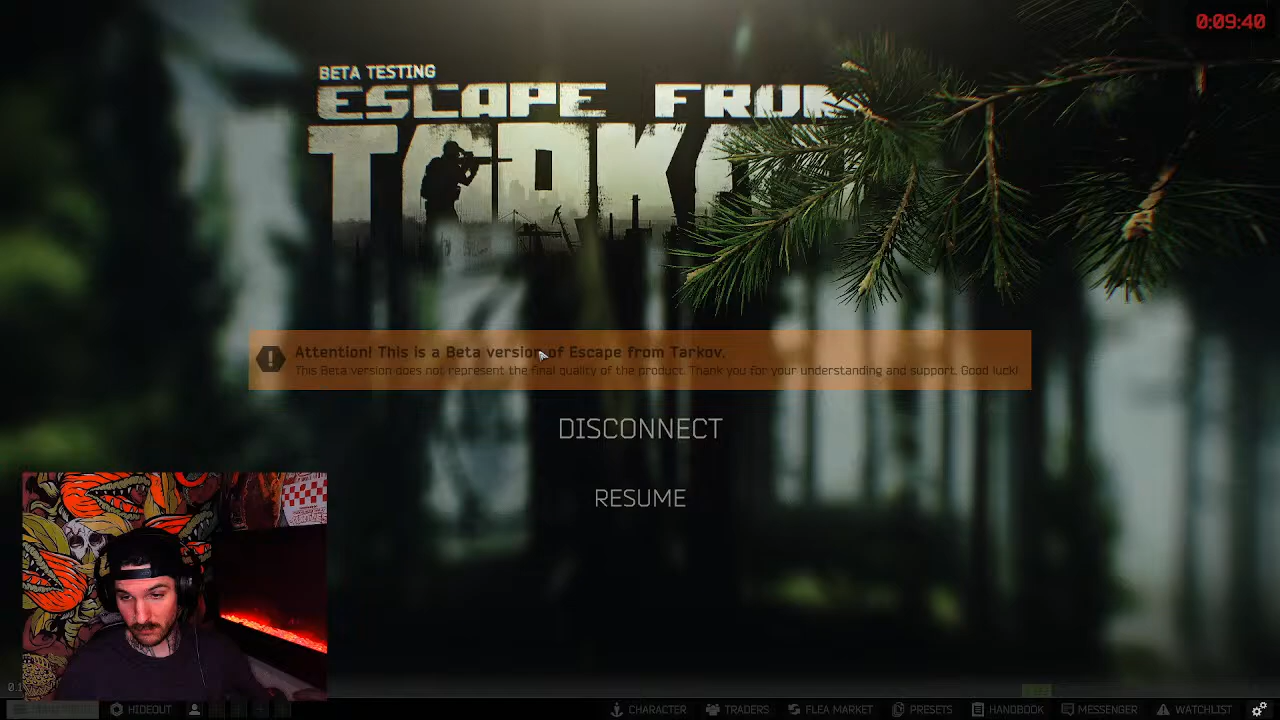 0:09:40
BETA TESTING
ESCAPE FROM
Attention! This is a Beta version of Escape from Tarkov.
This Beta version does not represent the final quality of the product. Thank you for your understanding and support. Good luck!
DISCONNECT
RESUME
HIDEOUT
CHARACTER
TRADERS
FLEA MARKET
PRESETS
HANDBOOK
MESSENGER
WATCHLIST